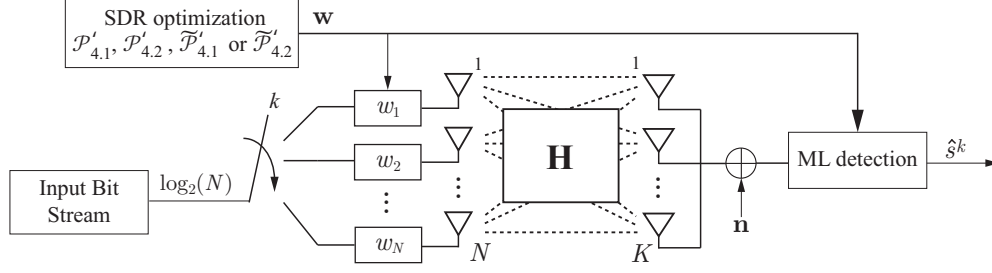 SDR optimization
𝒫′4.1, 𝒫′4.2, 𝒫̃′4.1 or 𝒫̃′4.2
w
1
1
k
w1
H
w2
ML detection
ŝ^k
Input Bit
Stream
log2(N)
n
wN
N
K